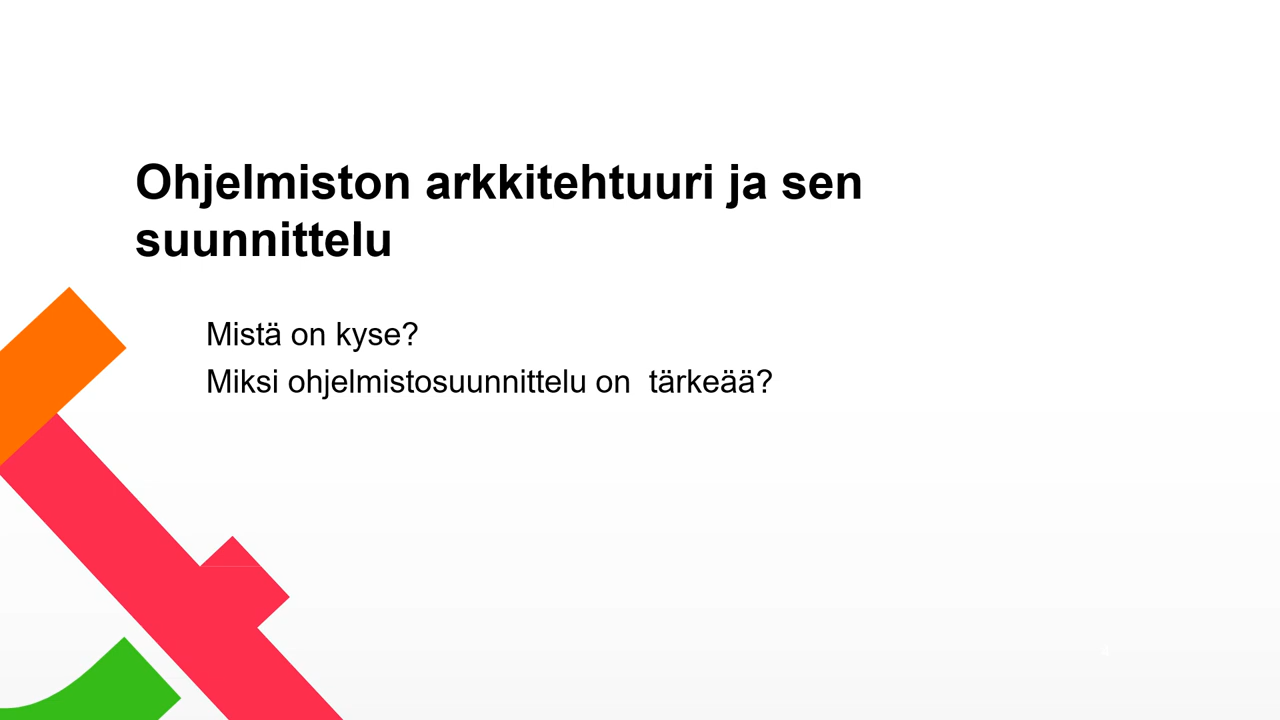 Ohjelmiston arkkitehtuuri ja sen
suunnittelu
Mistä on kyse?
Miksi ohjelmistosuunnittelu on  tärkeää?